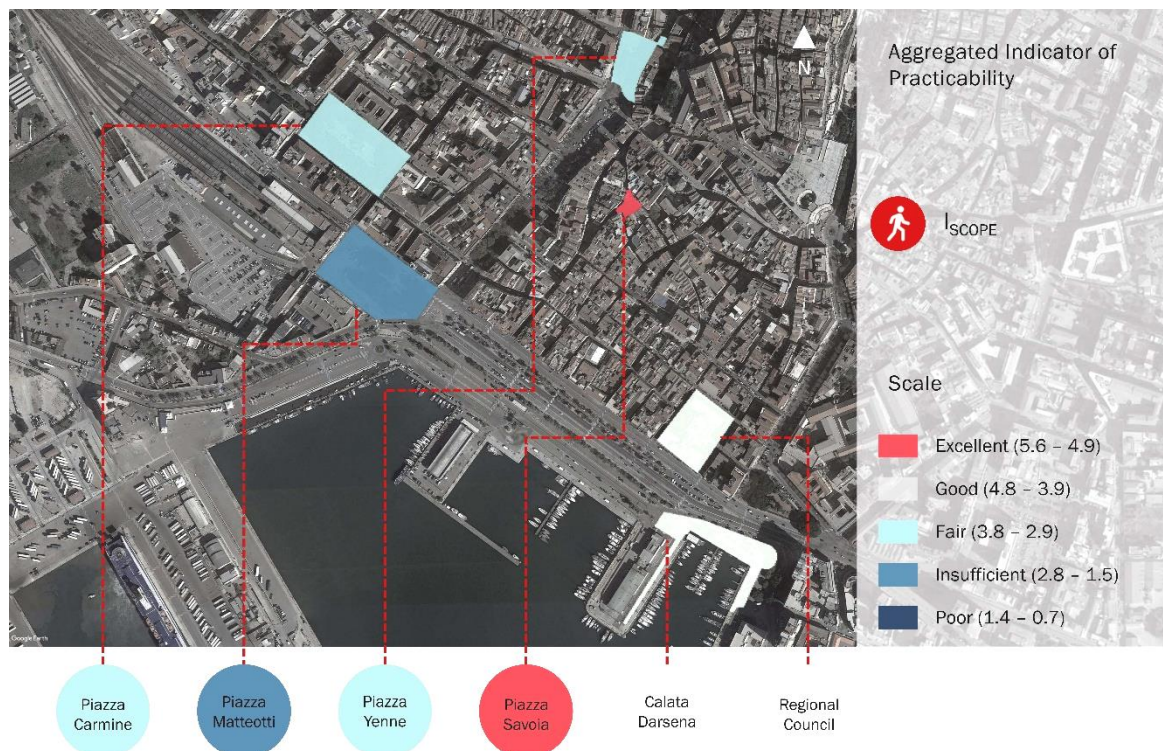 N
Aggregated Indicator of
Practicability
ISCOPE
Scale
Excellent (5.6 – 4.9)
Good (4.8 – 3.9)
Fair (3.8 – 2.9)
Insufficient (2.8 – 1.5)
Poor (1.4 – 0.7)
Google Earth
Piazza
Carmine
Piazza
Matteotti
Piazza
Yenne
Piazza
Savoia
Calata
Darsena
Regional
Council